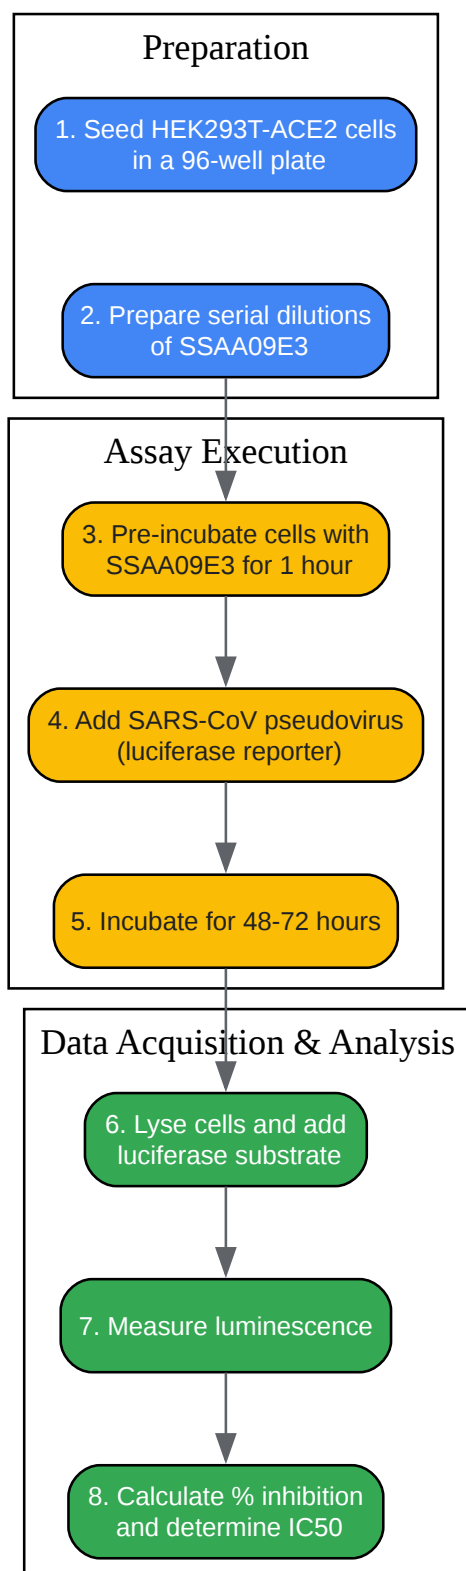 Preparation
1. Seed HEK293T-ACE2 cells
in a 96-well plate
2. Prepare serial dilutions
of SSAA09E3
Assay Execution
3. Pre-incubate cells with
SSAA09E3 for 1 hour
4. Add SARS-CoV pseudovirus
(luciferase reporter)
5. Incubate for 48-72 hours
Data Acquisition & Analysis
6. Lyse cells and add
luciferase substrate
7. Measure luminescence
8. Calculate % inhibition
and determine IC50